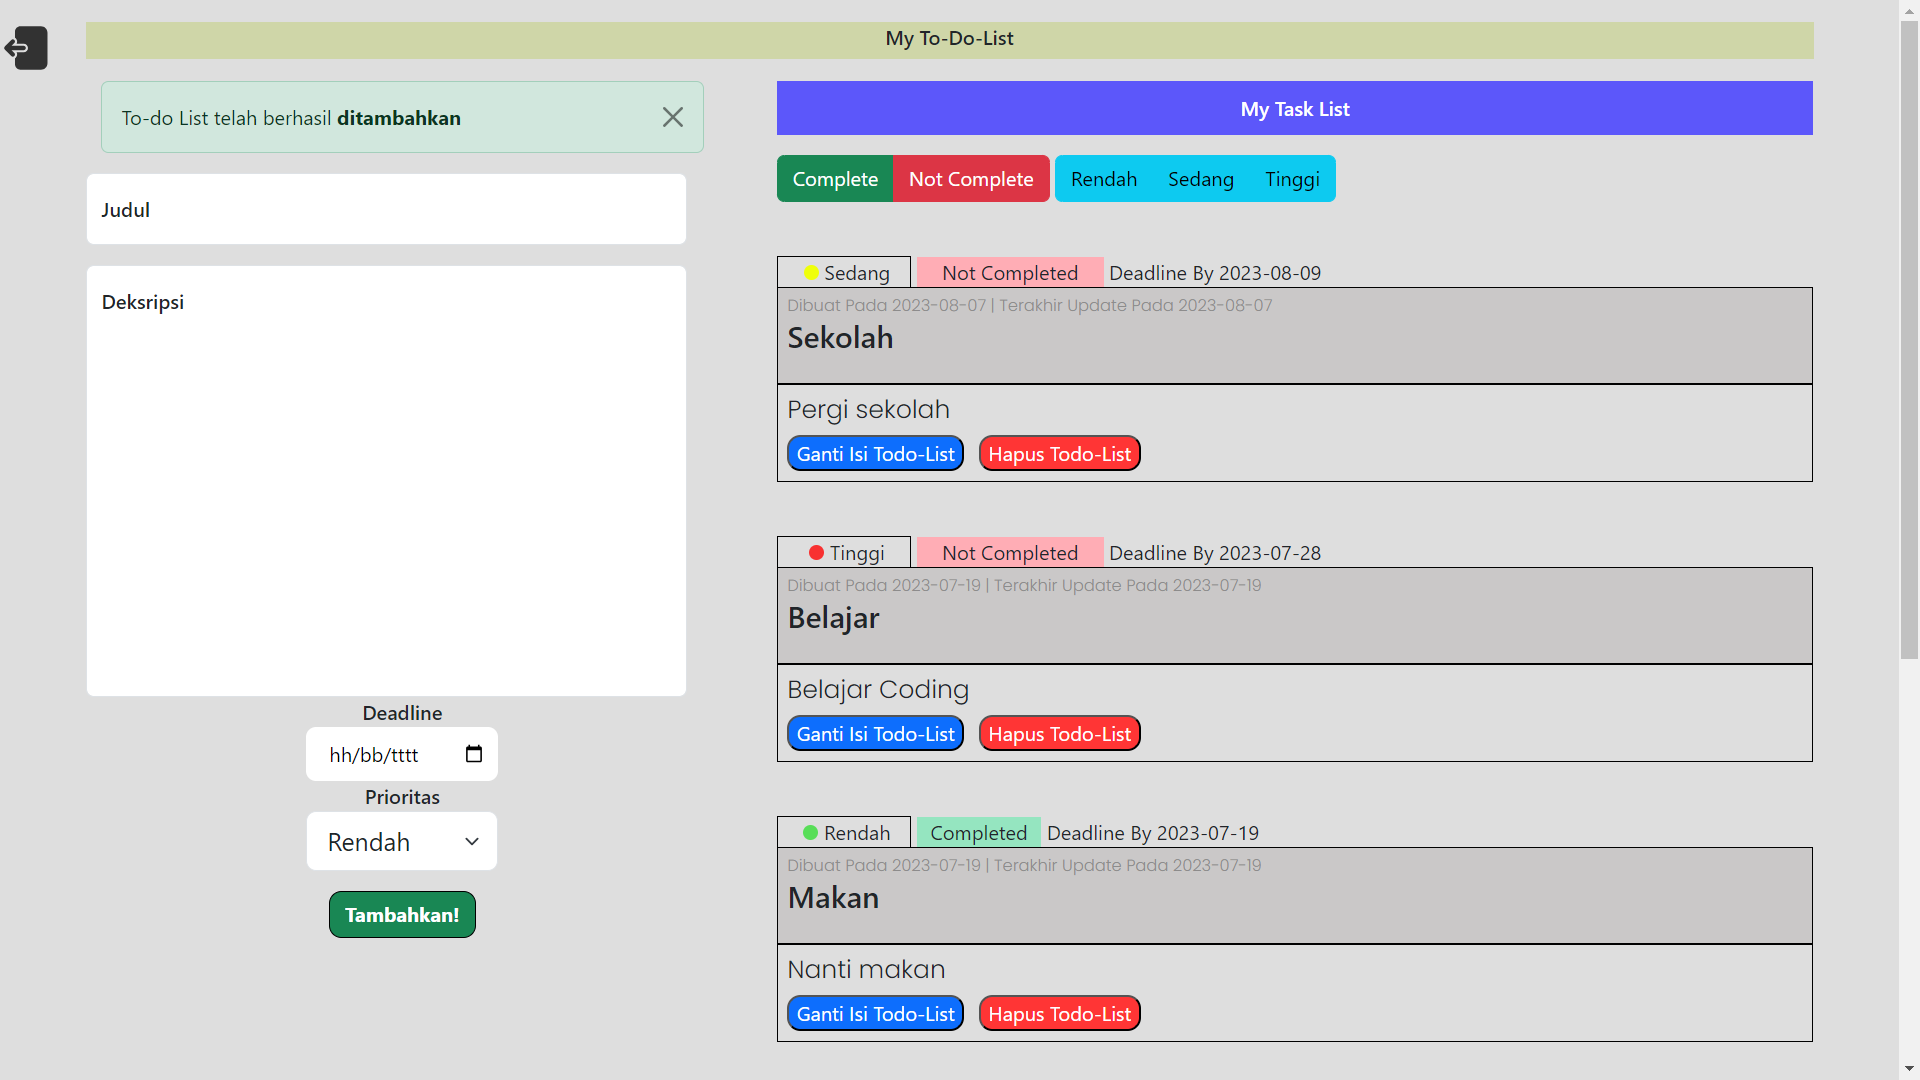 My To-Do-List
To-do List telah berhasil ditambahkan
Judul
Deksripsi
Deadline
hh/bb/tttt
Prioritas
Rendah
Tambahkan!
My Task List
Complete Not Complete Rendah Sedang Tinggi
Sedang Not Completed Deadline By 2023-08-09
Dibuat Pada 2023-08-07 | Terakhir Update Pada 2023-08-07
Sekolah
Pergi sekolah
Ganti Isi Todo-List Hapus Todo-List
Tinggi Not Completed Deadline By 2023-07-28
Dibuat Pada 2023-07-19 | Terakhir Update Pada 2023-07-19
Belajar
Belajar Coding
Ganti Isi Todo-List Hapus Todo-List
Rendah Completed Deadline By 2023-07-19
Dibuat Pada 2023-07-19 | Terakhir Update Pada 2023-07-19
Makan
Nanti makan
Ganti Isi Todo-List Hapus Todo-List